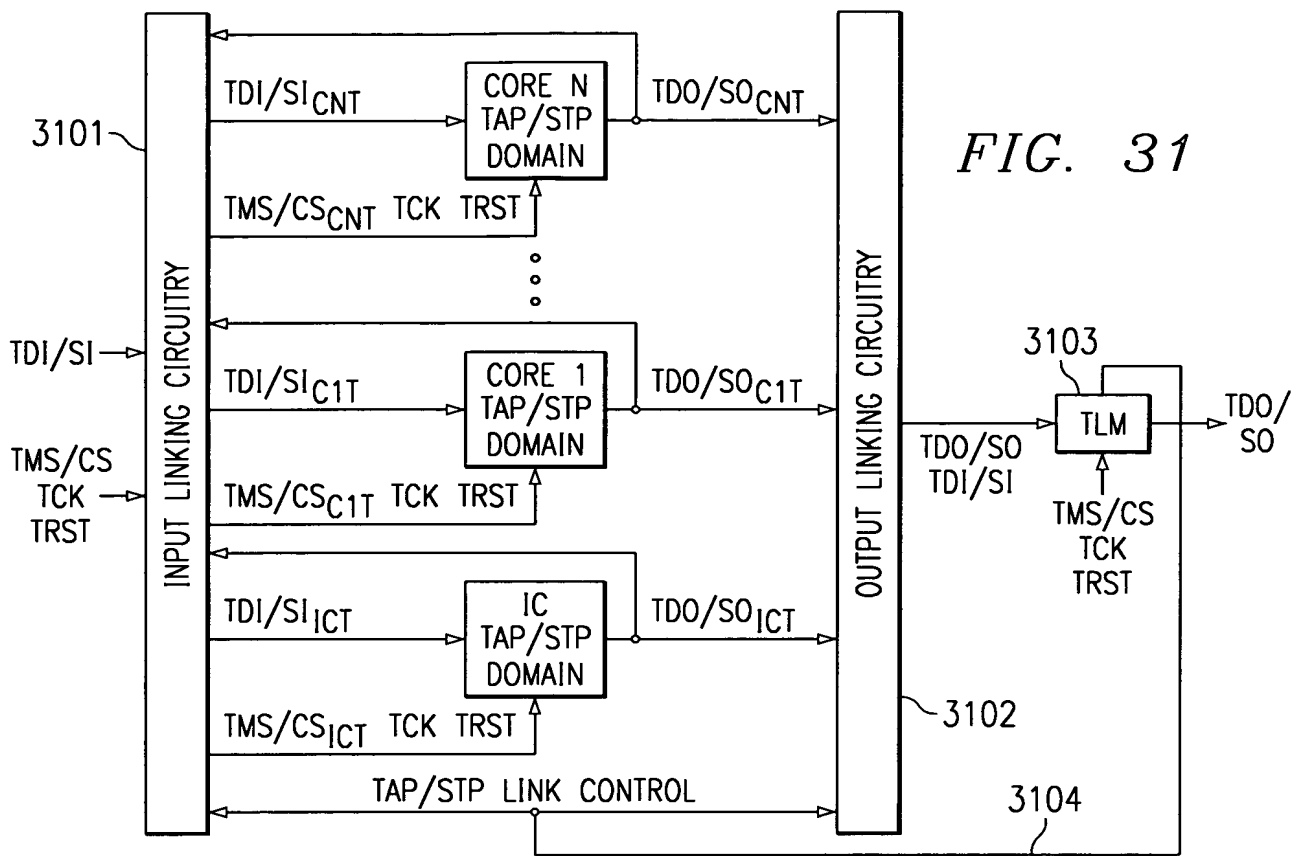 CORE N
TAP/STP
DOMAIN
TDI/SI_CNT
TDO/SO_CNT
3101
FIG. 31
TMS/CS_CNT TCK TRST
INPUT LINKING CIRCUITRY
OUTPUT LINKING CIRCUITRY
TDI/SI
TDI/SI_C1T
CORE 1
TAP/STP
DOMAIN
TDO/SO_C1T
3103
TLM
TDO/
SO
TDO/SO
TDI/SI
TMS/CS
TCK
TRST
TMS/CS
TCK
TRST
TMS/CS_C1T TCK TRST
TDI/SI_ICT
IC
TAP/STP
DOMAIN
TDO/SO_ICT
3102
TMS/CS_ICT TCK TRST
TAP/STP LINK CONTROL
3104